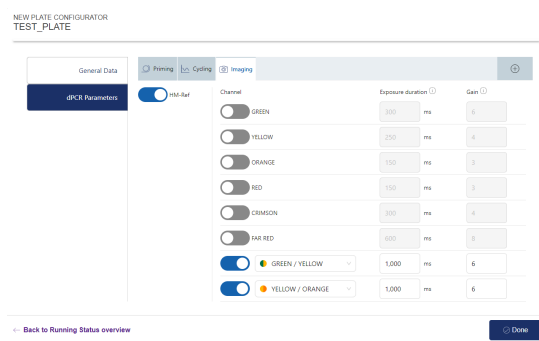 NEW PLATE CONFIGURATOR
TEST_PLATE
General Data
dPCR Parameters
Priming Cycling Imaging
HM-Ref
Channel Exposure duration Gain
GREEN 300 ms 6
YELLOW 250 ms 4
ORANGE 150 ms 3
RED 150 ms 3
CRIMSON 300 ms 4
FAR RED 600 ms 8
GREEN / YELLOW 1,000 ms 6
YELLOW / ORANGE 1,000 ms 6
← Back to Running Status overview
Done